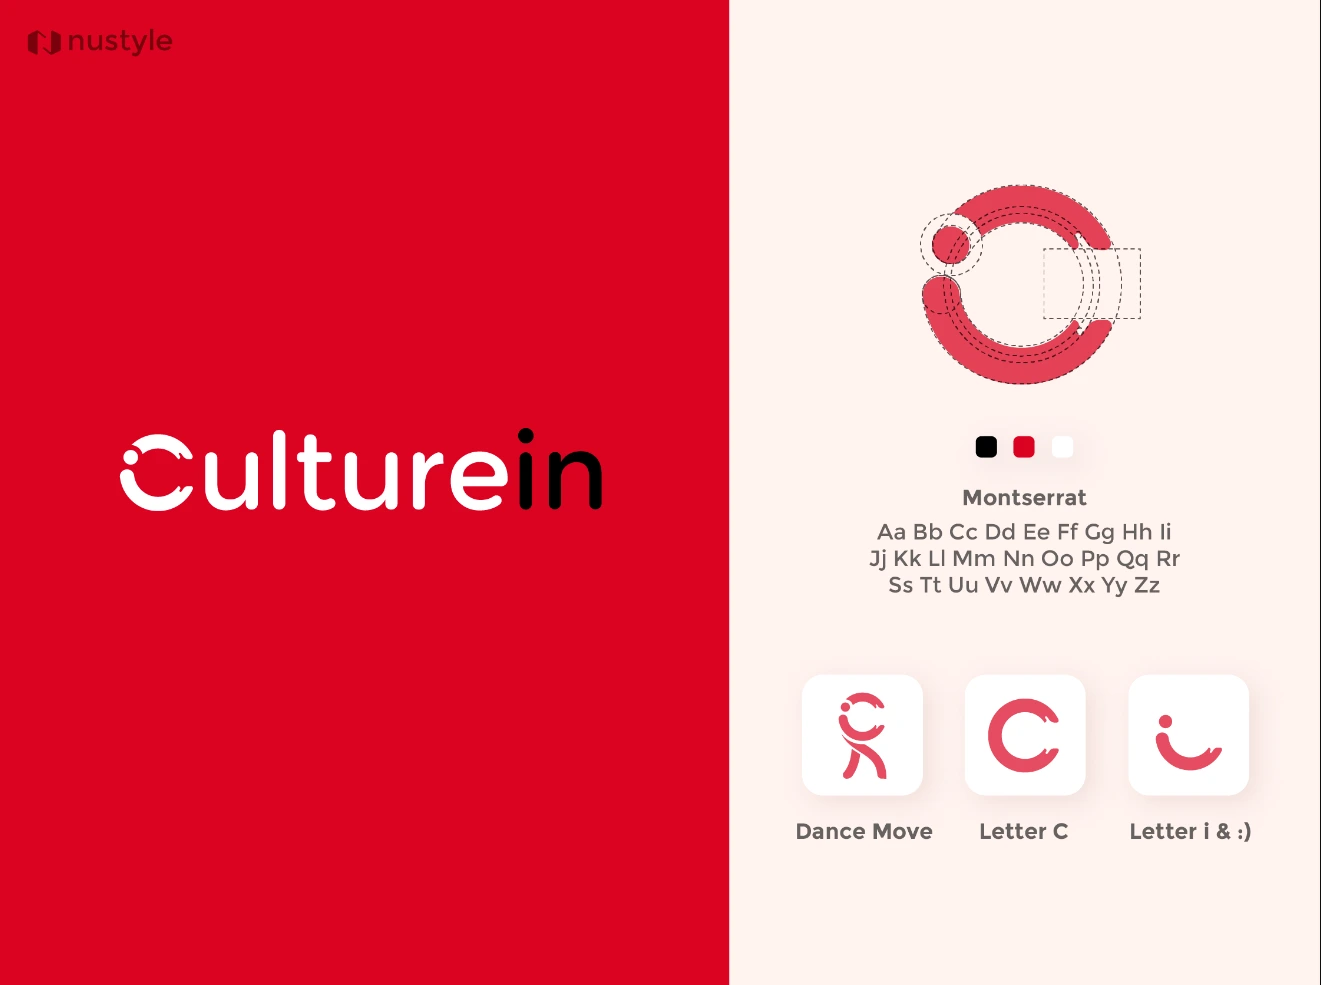 nustyle
Culturein
Montserrat
Aa Bb Cc Dd Ee Ff Gg Hh Ii
Jj Kk Ll Mm Nn Oo Pp Qq Rr
Ss Tt Uu Vv Ww Xx Yy Zz
Dance Move
Letter C
Letter i & :)